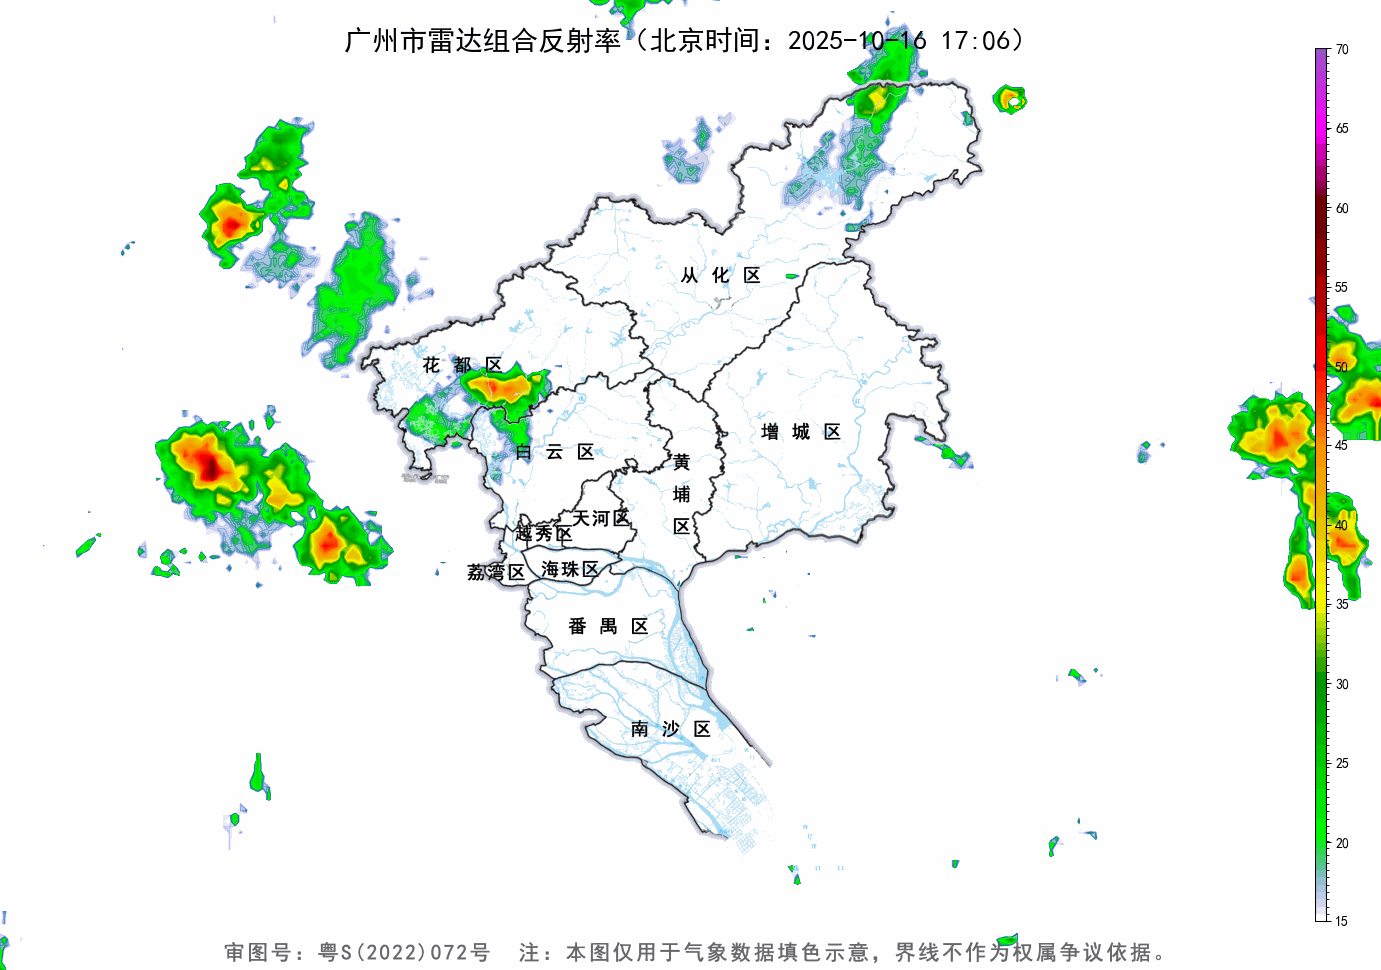 广州市雷达组合反射率（北京时间：2025-10-16 17:06）
70
65
60
55
50
45
40
35
30
25
20
15
从化区
花都区
增城区
白云区
黄埔区
天河区
越秀区
荔湾区
海珠区
番禺区
南沙区
审图号：粤S(2022)072号 注：本图仅用于气象数据填色示意，界线不作为权属争议依据。